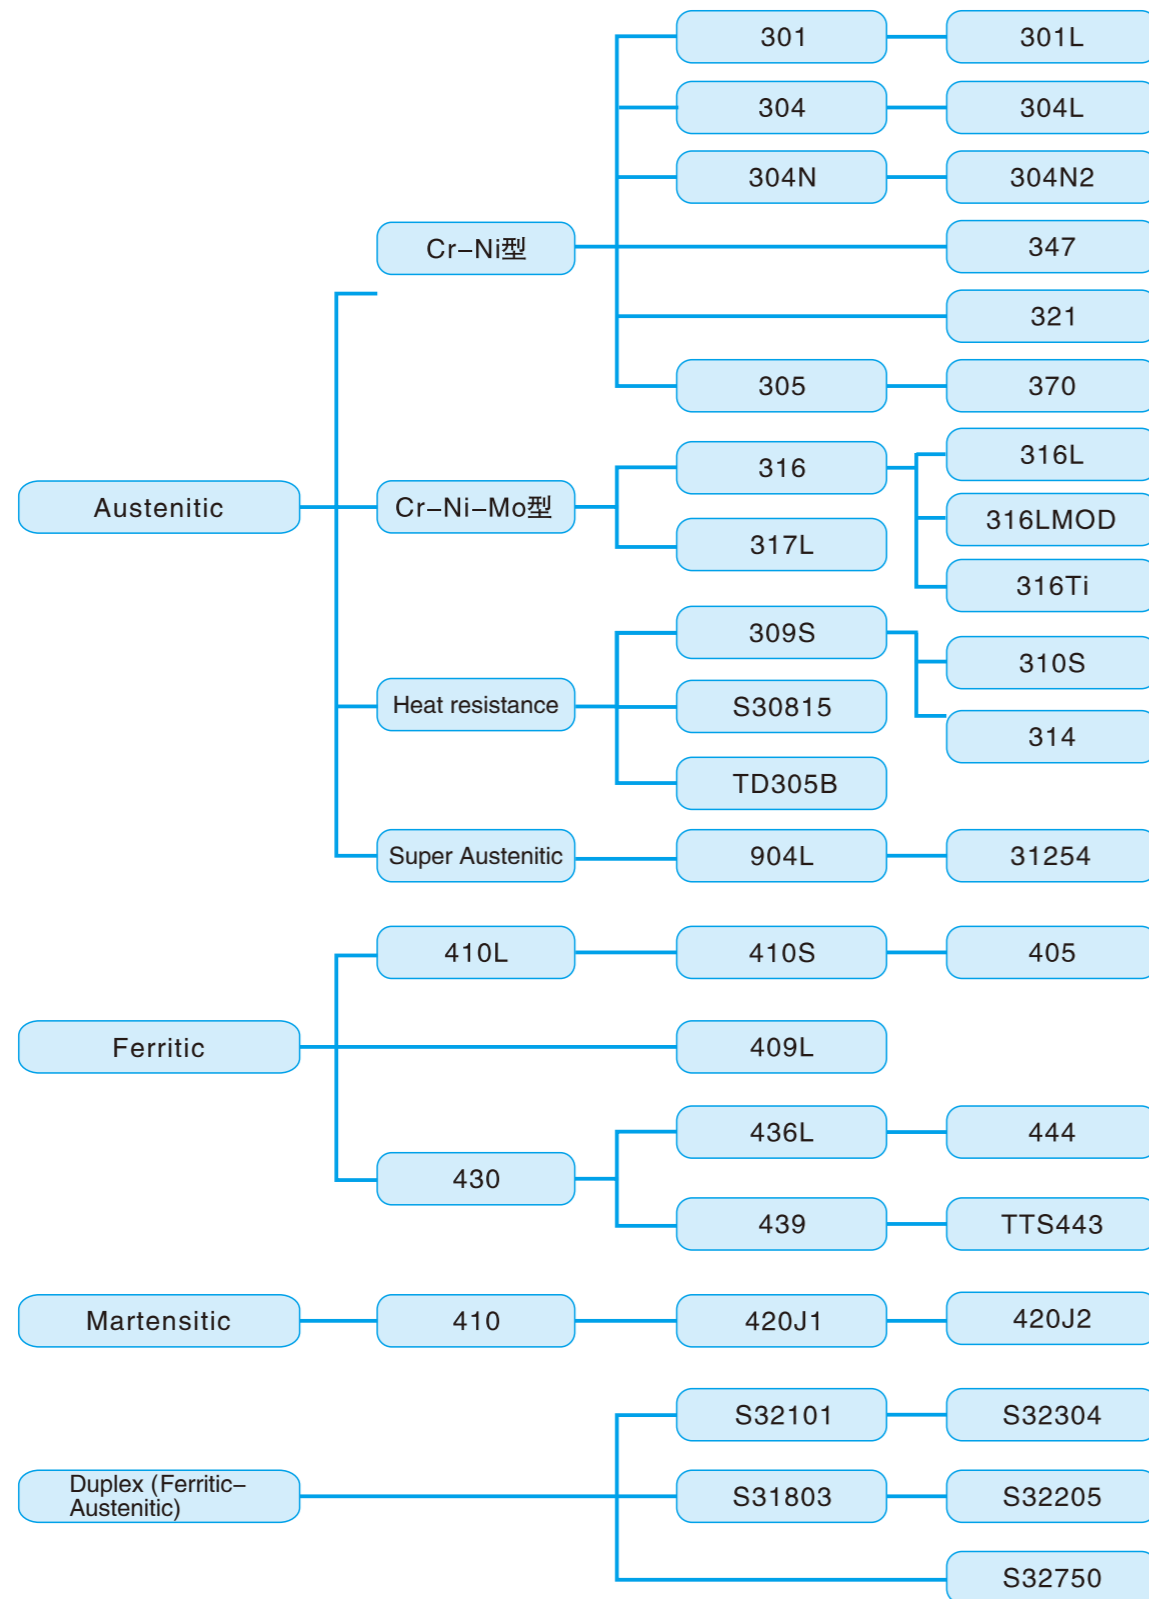 301
301L
304
304L
304N
304N2
Cr–Ni型
347
321
305
370
Austenitic
Cr–Ni–Mo型
316
316L
316LMOD
316Ti
317L
Heat resistance
309S
310S
314
S30815
TD305B
Super Austenitic
904L
31254
Ferritic
410L
410S
405
409L
430
436L
444
439
TTS443
Martensitic
410
420J1
420J2
Duplex (Ferritic–
Austenitic)
S32101
S32304
S31803
S32205
S32750